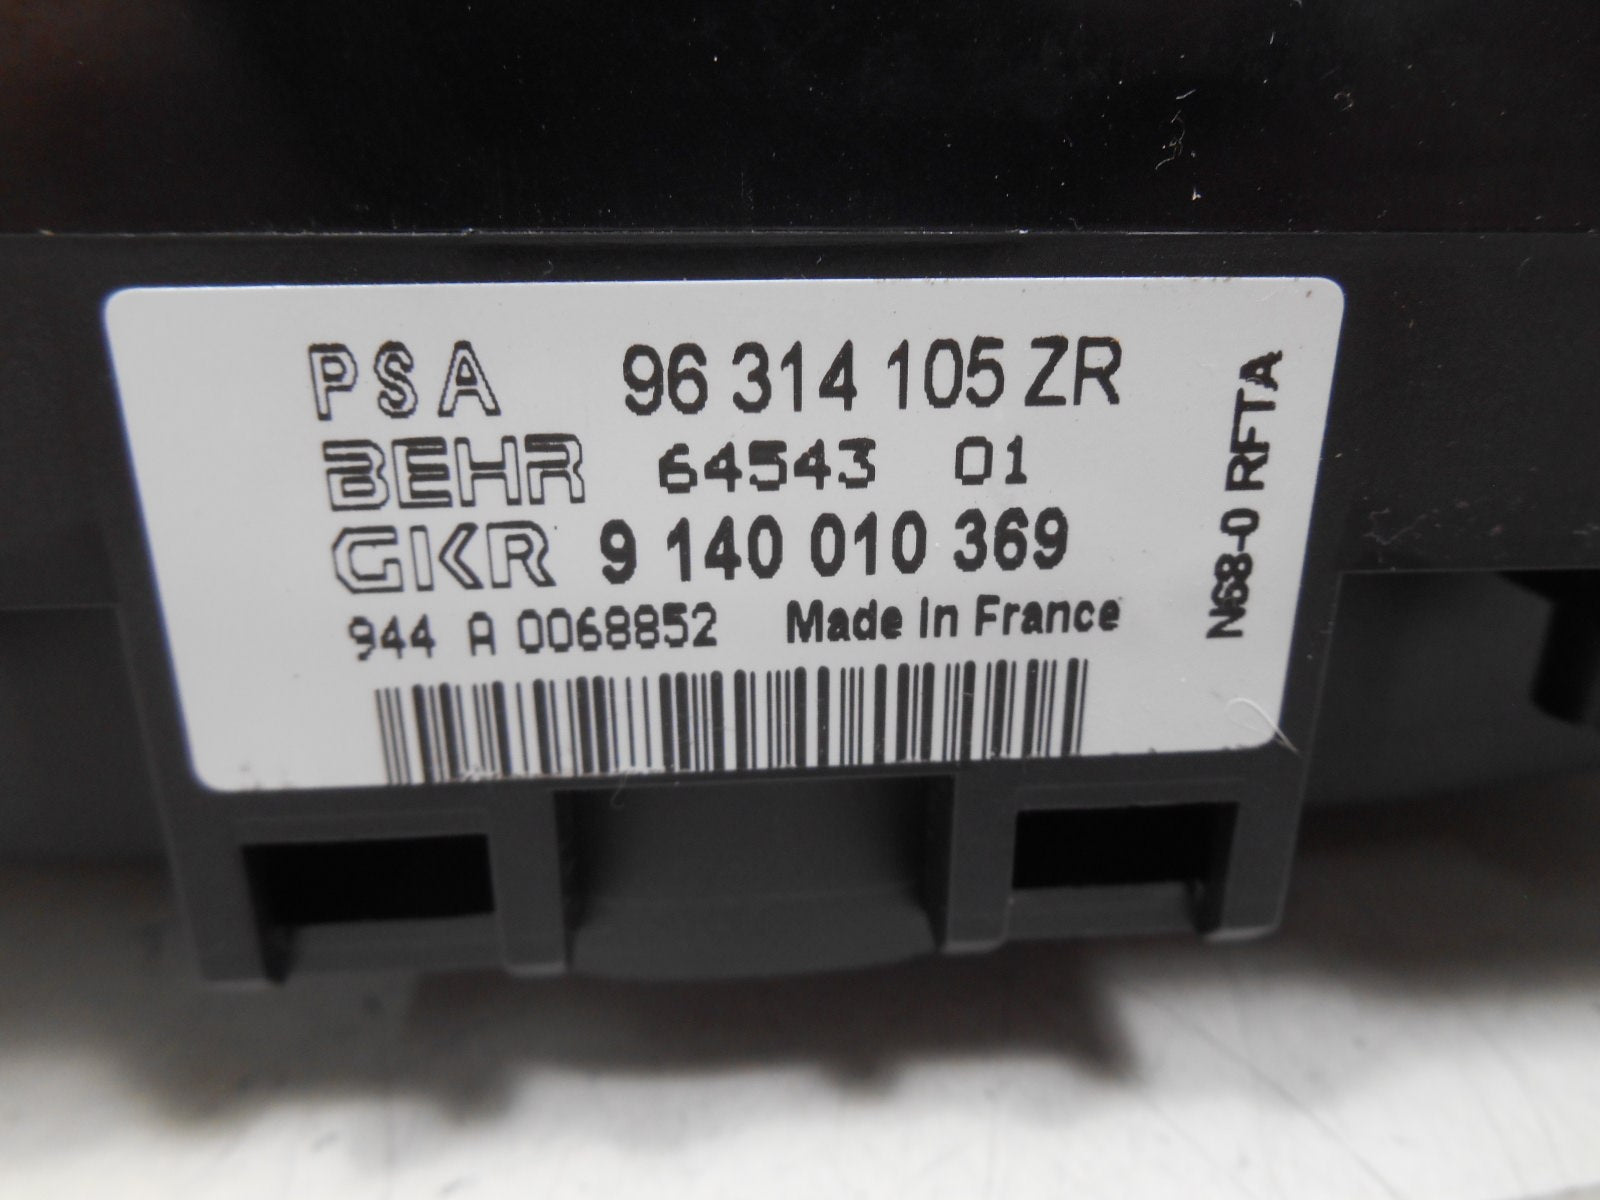 PSA 96 314 105 ZR
BEHR 64543 01
GKR 9 140 010 369
944 A 0068852 Made in France
N68-0 RFTA